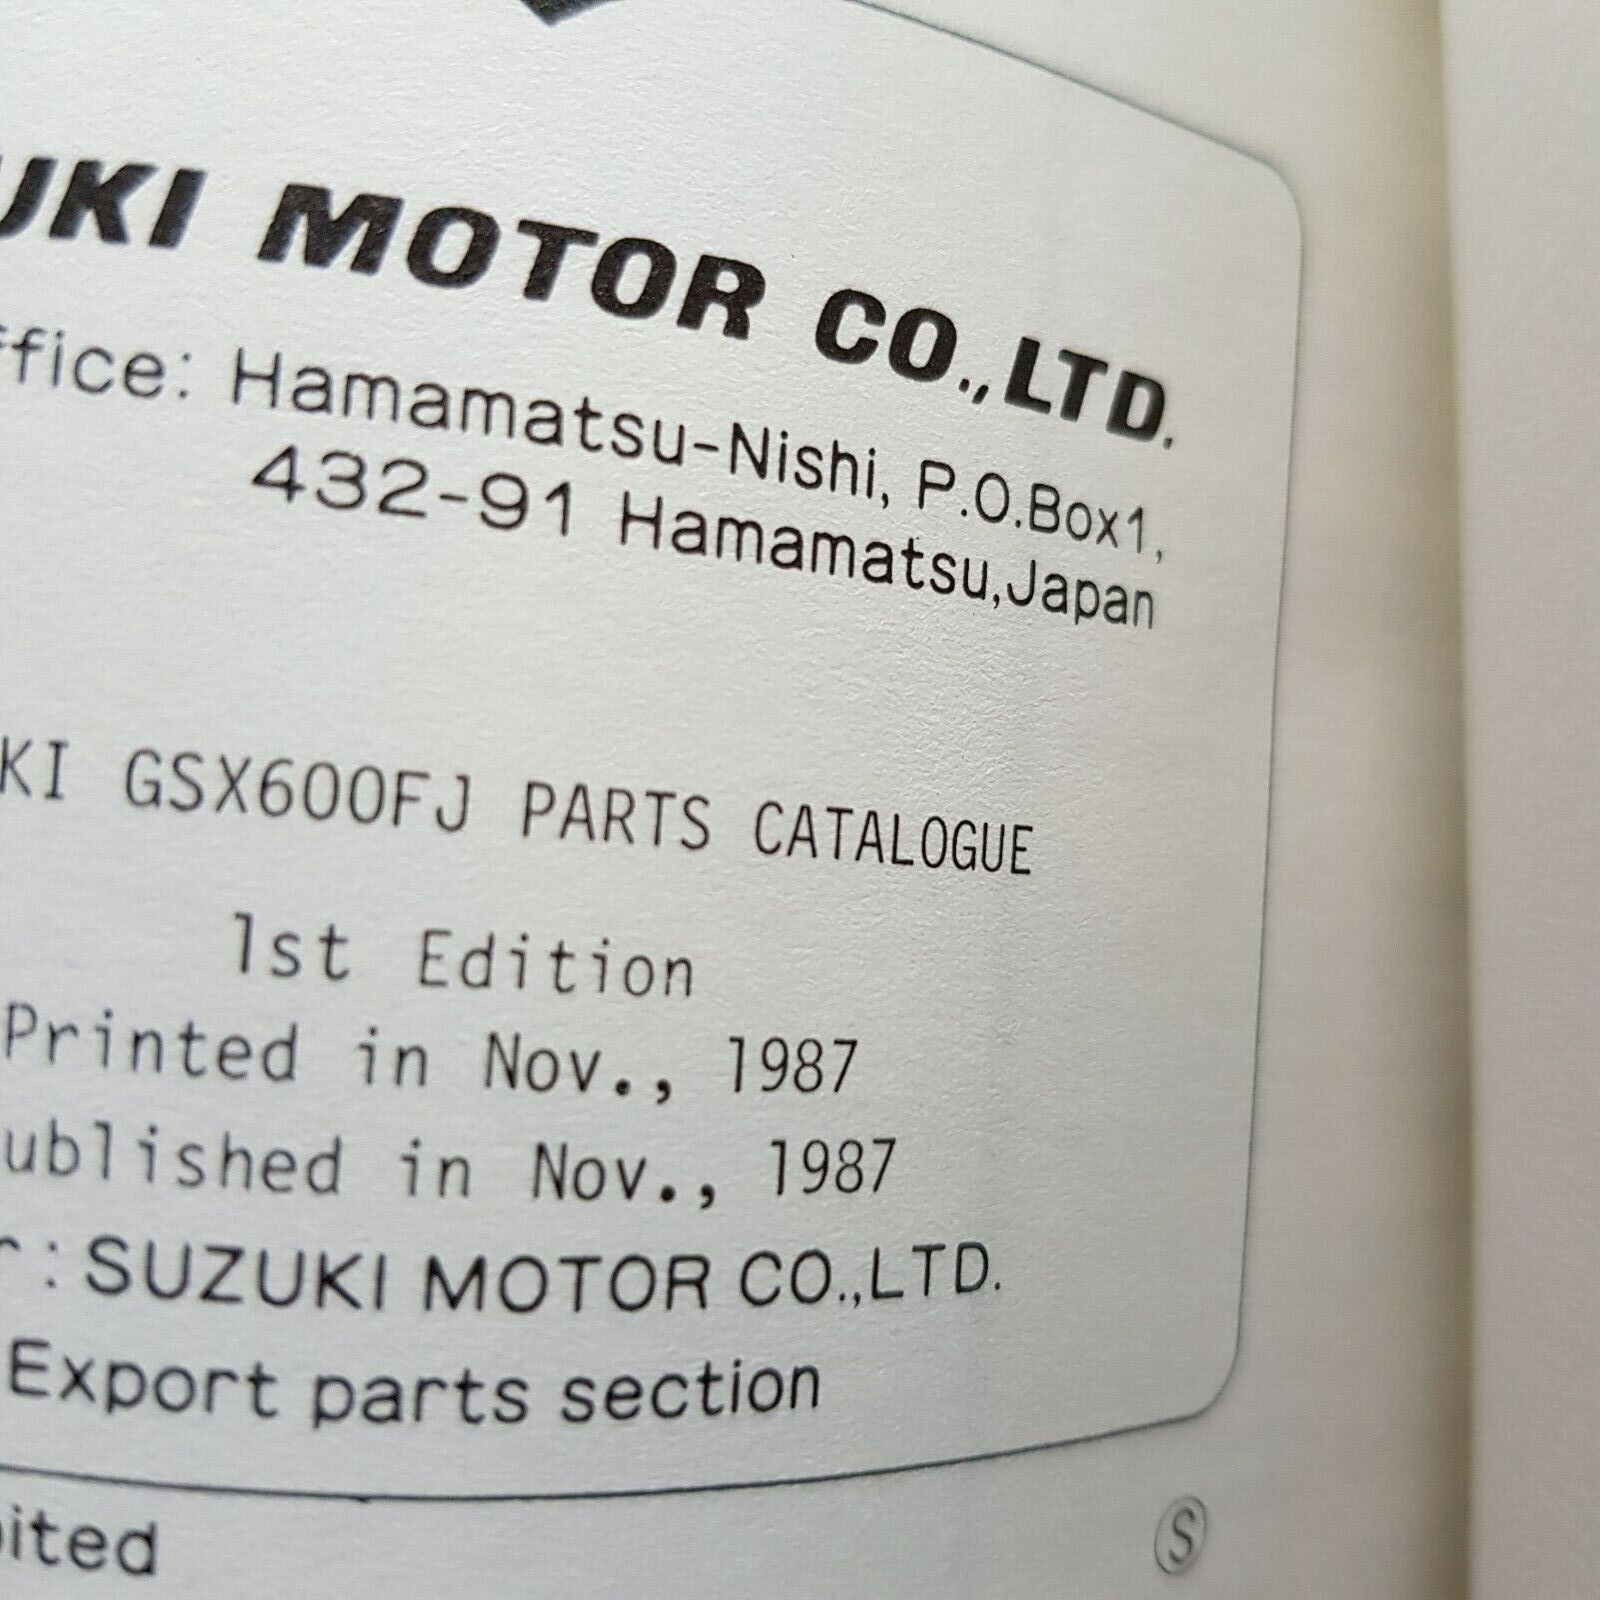 UKI MOTOR CO.,LTD.
ffice: Hamamatsu-Nishi, P.O.Box1,
432-91 Hamamatsu,Japan
KI GSX600FJ PARTS CATALOGUE
1st Edition
Printed in Nov., 1987
ublished in Nov., 1987
r: SUZUKI MOTOR CO.,LTD.
Export parts section
ited
S